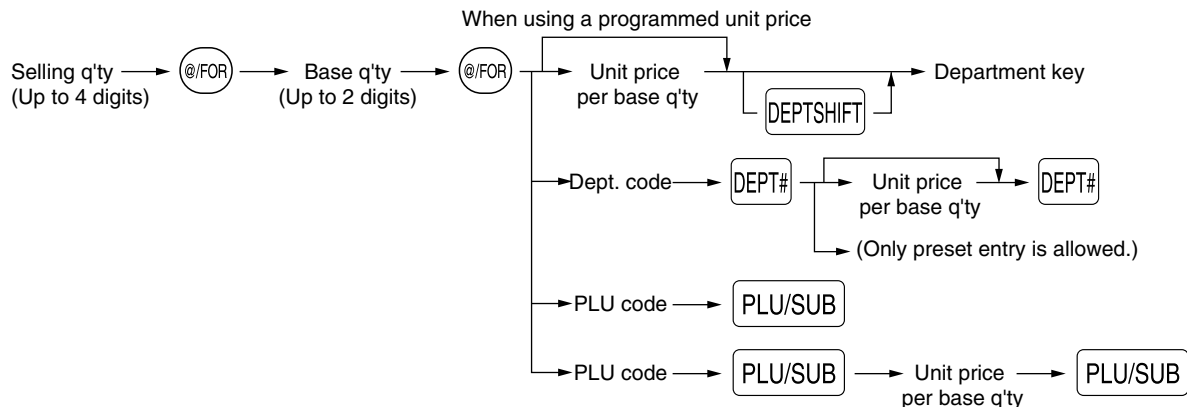 When using a programmed unit price
Selling q'ty
(Up to 4 digits)
@/FOR
Base q'ty
(Up to 2 digits)
@/FOR
Unit price
per base q'ty
DEPTSHIFT
Department key
Dept. code
DEPT#
Unit price
per base q'ty
DEPT#
(Only preset entry is allowed.)
PLU code
PLU/SUB
PLU code
PLU/SUB
Unit price
per base q'ty
PLU/SUB